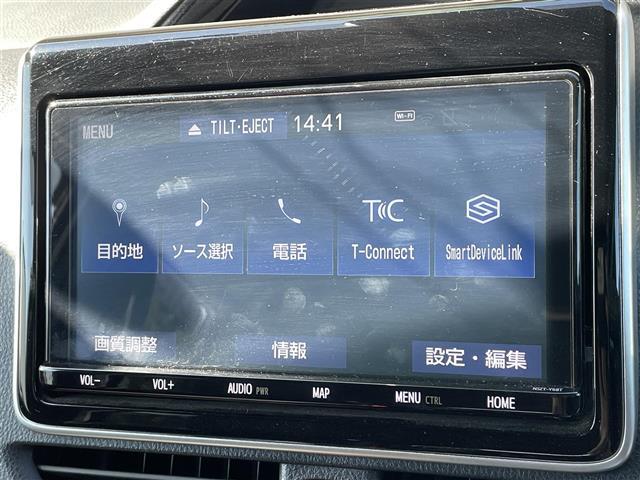 MENU ⏏ TILT·EJECT 14:41 Wi-Fi
TC
目的地 ソース選択 電話 T-Connect SmartDeviceLink
画質調整 情報 設定・編集
VOL- VOL+ AUDIO PWR MAP MENU CTRL HOME